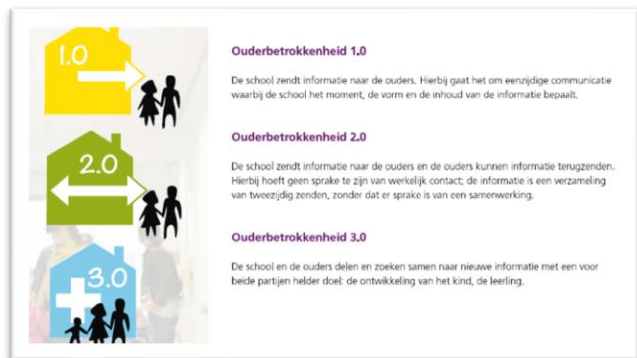 1.0
Ouderbetrokkenheid 1.0
De school zendt informatie naar de ouders. Hierbij gaat het om eenzijdige communicatie
waarbij de school het moment, de vorm en de inhoud van de informatie bepaalt.
2.0
Ouderbetrokkenheid 2.0
De school zendt informatie naar de ouders en de ouders kunnen informatie terugzenden.
Hierbij hoeft geen sprake te zijn van werkelijk contact; de informatie is een verzameling
van tweezijdig zenden, zonder dat er sprake is van een samenwerking.
3.0
Ouderbetrokkenheid 3.0
De school en de ouders delen en zoeken samen naar nieuwe informatie met een voor
beide partijen helder doel: de ontwikkeling van het kind, de leerling.